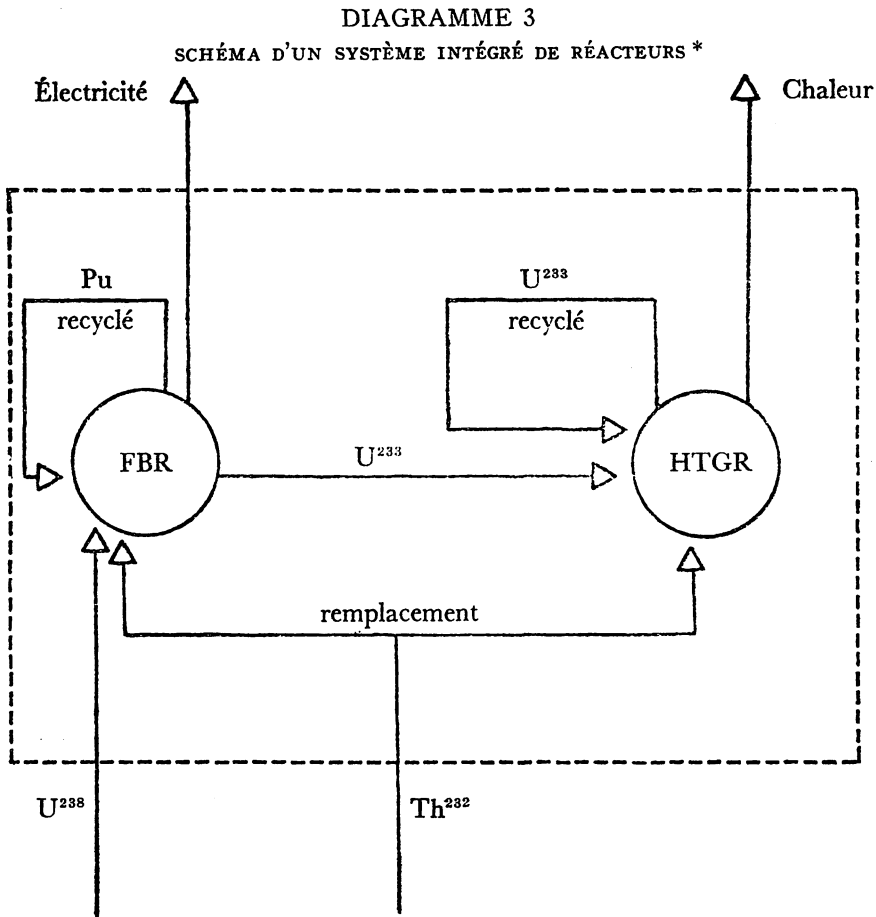 DIAGRAMME 3
SCHÉMA D'UN SYSTÈME INTÉGRÉ DE RÉACTEURS *
Électricité
Chaleur
Pu
recyclé
U²³³
recyclé
FBR
U²³³
HTGR
remplacement
U²³⁸
Th²³²